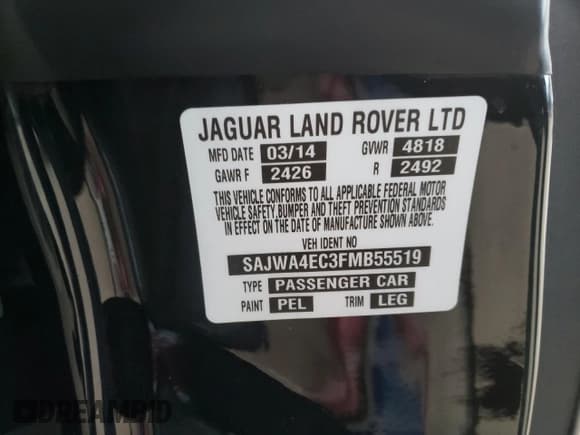 JAGUAR LAND ROVER LTD
MFD DATE 03/14 GVWR 4818
GAWR F 2426 R 2492
THIS VEHICLE CONFORMS TO ALL APPLICABLE FEDERAL MOTOR
VEHICLE SAFETY, BUMPER AND THEFT PREVENTION STANDARDS
IN EFFECT ON THE DATE OF MANUFACTURE SHOWN ABOVE.
VEH IDENT NO
SAJWA4EC3FMB55519
TYPE PASSENGER CAR
PAINT PEL TRIM LEG
DREAMBID